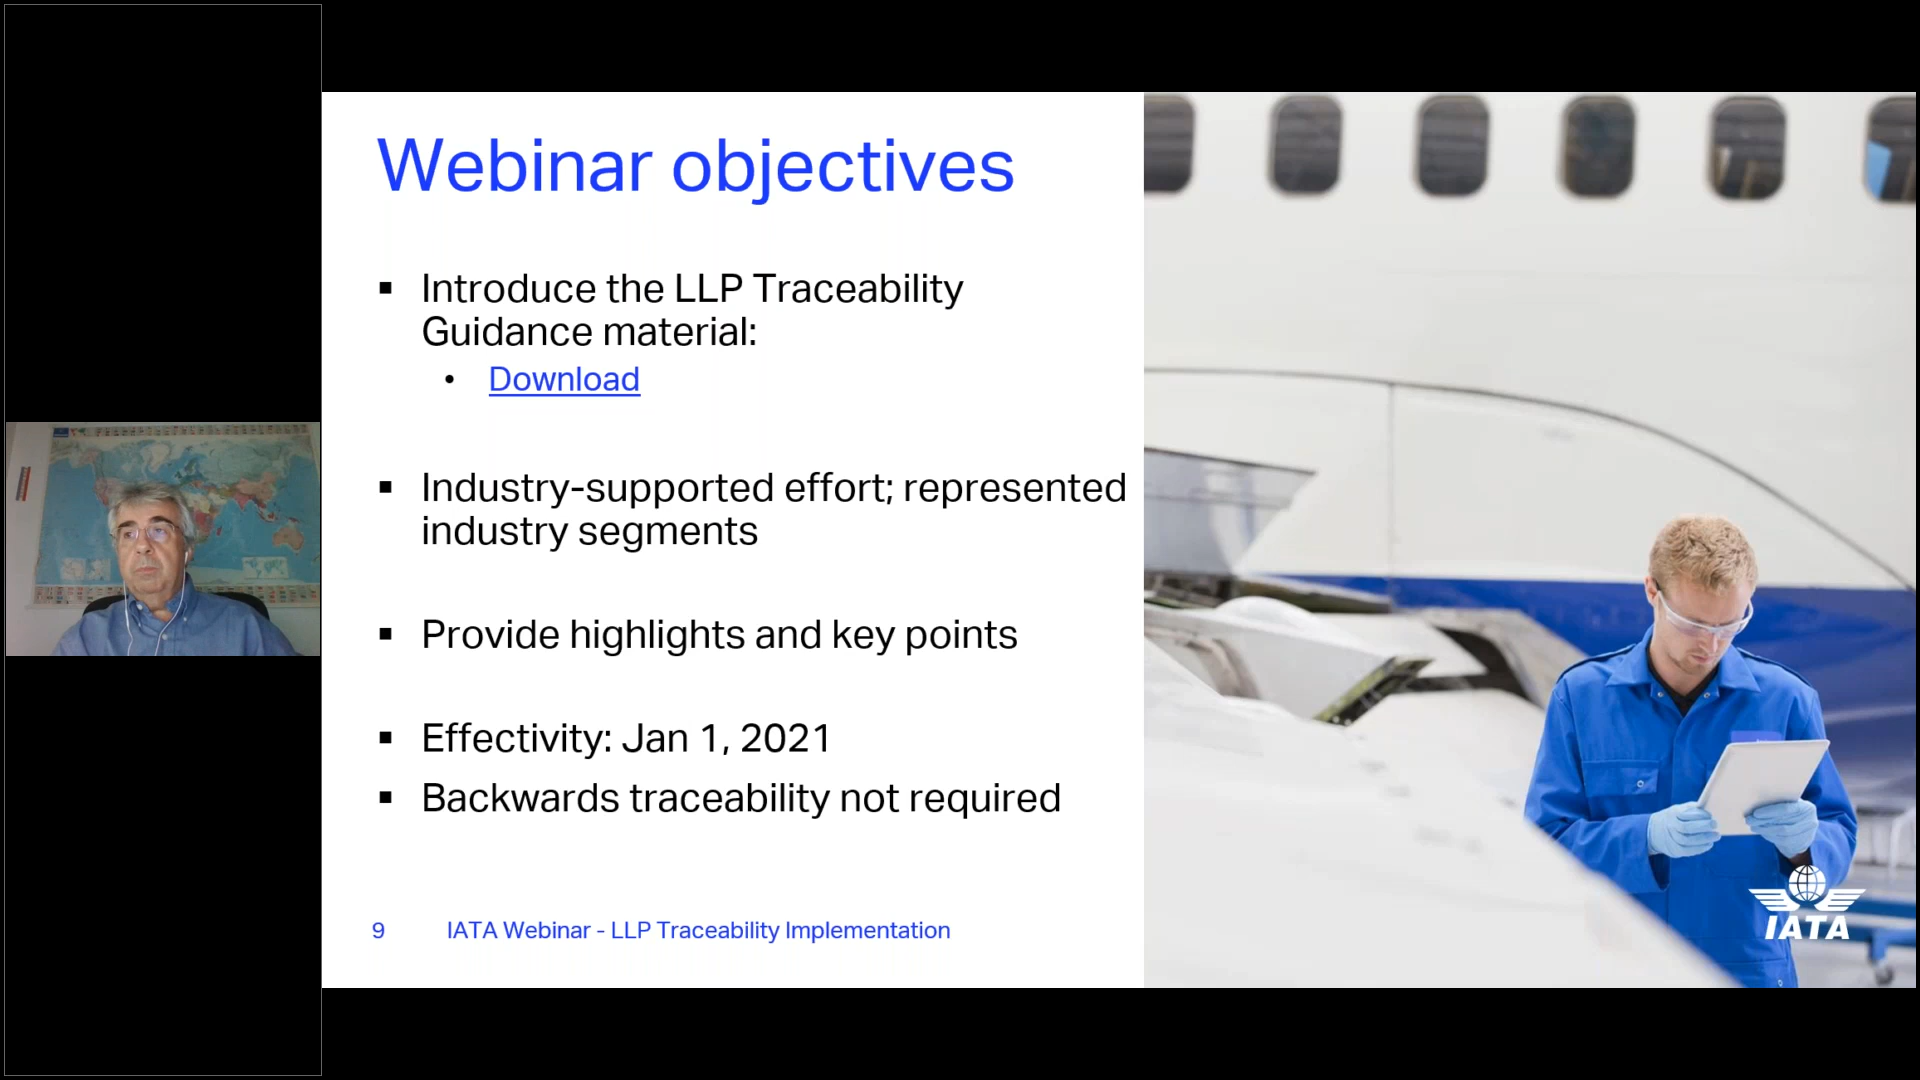 Webinar objectives
Introduce the LLP Traceability
Guidance material:
Download
Industry-supported effort; represented
industry segments
Provide highlights and key points
Effectivity: Jan 1, 2021
Backwards traceability not required
9
IATA Webinar - LLP Traceability Implementation
IATA